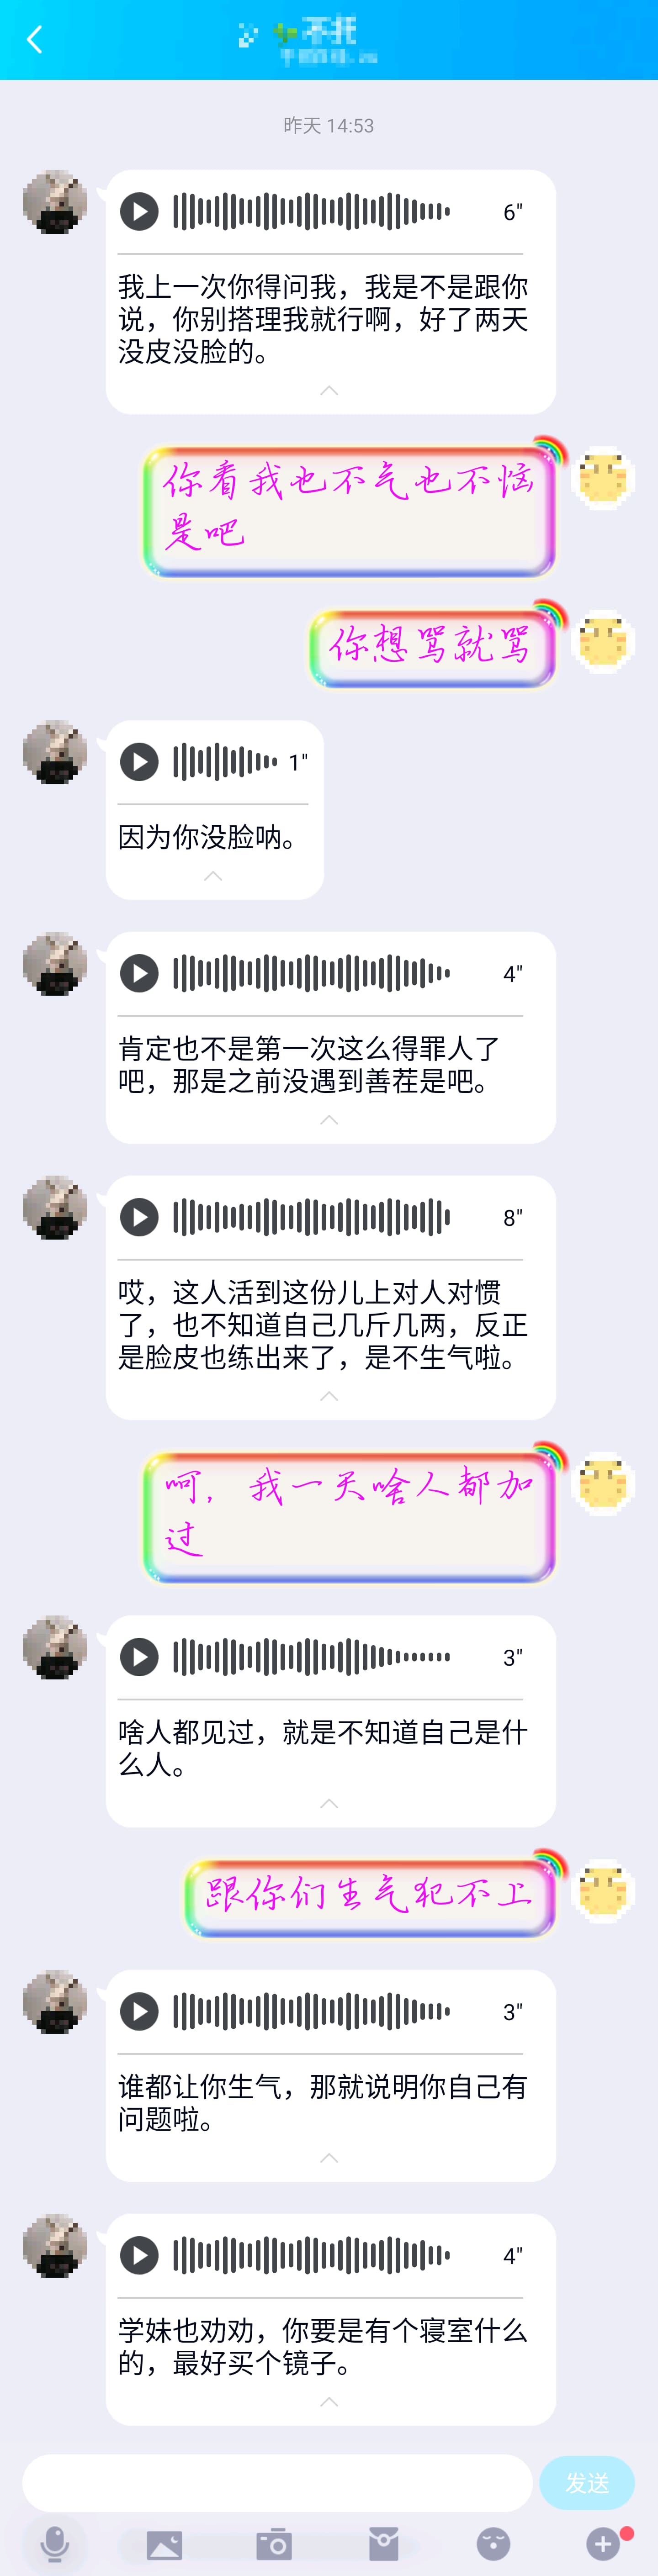 昨天 14:53
6"
我上一次你得问我，我是不是跟你
说，你别搭理我就行啊，好了两天
没皮没脸的。
你看我也不气也不恼
是吧
你想骂就骂
1"
因为你没脸呐。
4"
肯定也不是第一次这么得罪人了
吧，那是之前没遇到善茬是吧。
8"
哎，这人活到这份儿上对人对惯
了，也不知道自己几斤几两，反正
是脸皮也练出来了，是不生气啦。
呵，我一天啥人都加
过
3"
啥人都见过，就是不知道自己是什
么人。
跟你们生气犯不上
3"
谁都让你生气，那就说明你自己有
问题啦。
4"
学妹也劝劝，你要是有个寝室什么
的，最好买个镜子。
发送